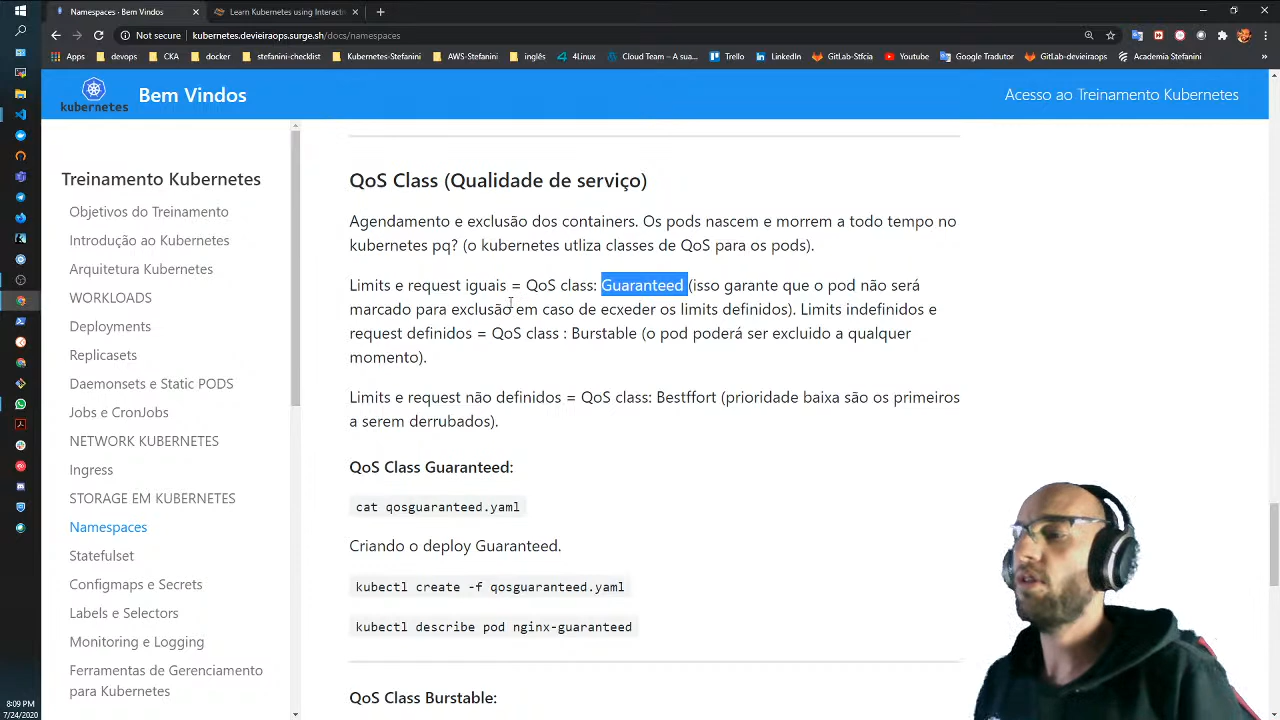 Namespaces · Bem Vindos
Learn Kubernetes using Interact
Not secure
kubernetes.devieiraops.surge.sh/docs/namespaces
Apps
devops
CKA
docker
stefanini-checklist
Kubernetes-Stefanini
AWS-Stefanini
inglês
4Linux
Cloud Team – A sua...
Trello
LinkedIn
GitLab-Stfcia
Youtube
Google Tradutor
GitLab-devieiraops
Academia Stefanini
kubernetes
Bem Vindos
Acesso ao Treinamento Kubernetes
Treinamento Kubernetes
Objetivos do Treinamento
Introdução ao Kubernetes
Arquitetura Kubernetes
WORKLOADS
Deployments
Replicasets
Daemonsets e Static PODS
Jobs e CronJobs
NETWORK KUBERNETES
Ingress
STORAGE EM KUBERNETES
Namespaces
Statefulset
Configmaps e Secrets
Labels e Selectors
Monitoring e Logging
Ferramentas de Gerenciamento
para Kubernetes
QoS Class (Qualidade de serviço)
Agendamento e exclusão dos containers. Os pods nascem e morrem a todo tempo no
kubernetes pq? (o kubernetes utliza classes de QoS para os pods).
Limits e request iguais = QoS class: Guaranteed (isso garante que o pod não será
marcado para exclusão em caso de ecxeder os limits definidos). Limits indefinidos e
request definidos = QoS class : Burstable (o pod poderá ser excluido a qualquer
momento).
Limits e request não definidos = QoS class: Bestffort (prioridade baixa são os primeiros
a serem derrubados).
QoS Class Guaranteed:
cat qosguaranteed.yaml
Criando o deploy Guaranteed.
kubectl create -f qosguaranteed.yaml
kubectl describe pod nginx-guaranteed
QoS Class Burstable:
8:09 PM
7/24/2020